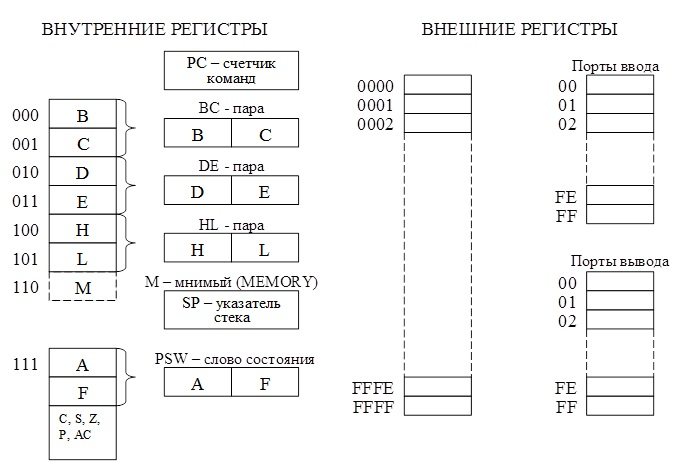 ВНУТРЕННИЕ РЕГИСТРЫ
PC – счетчик
команд
000 B
001 C
010 D
011 E
100 H
101 L
110 M
BC - пара
B C
DE - пара
D E
HL - пара
H L
M – мнимый (MEMORY)
SP – указатель
стека
111 A
F
C, S, Z,
P, AC
PSW – слово состояния
A F
ВНЕШНИЕ РЕГИСТРЫ
0000
0001
0002
FFFE
FFFF
Порты ввода
00
01
02
FE
FF
Порты вывода
00
01
02
FE
FF